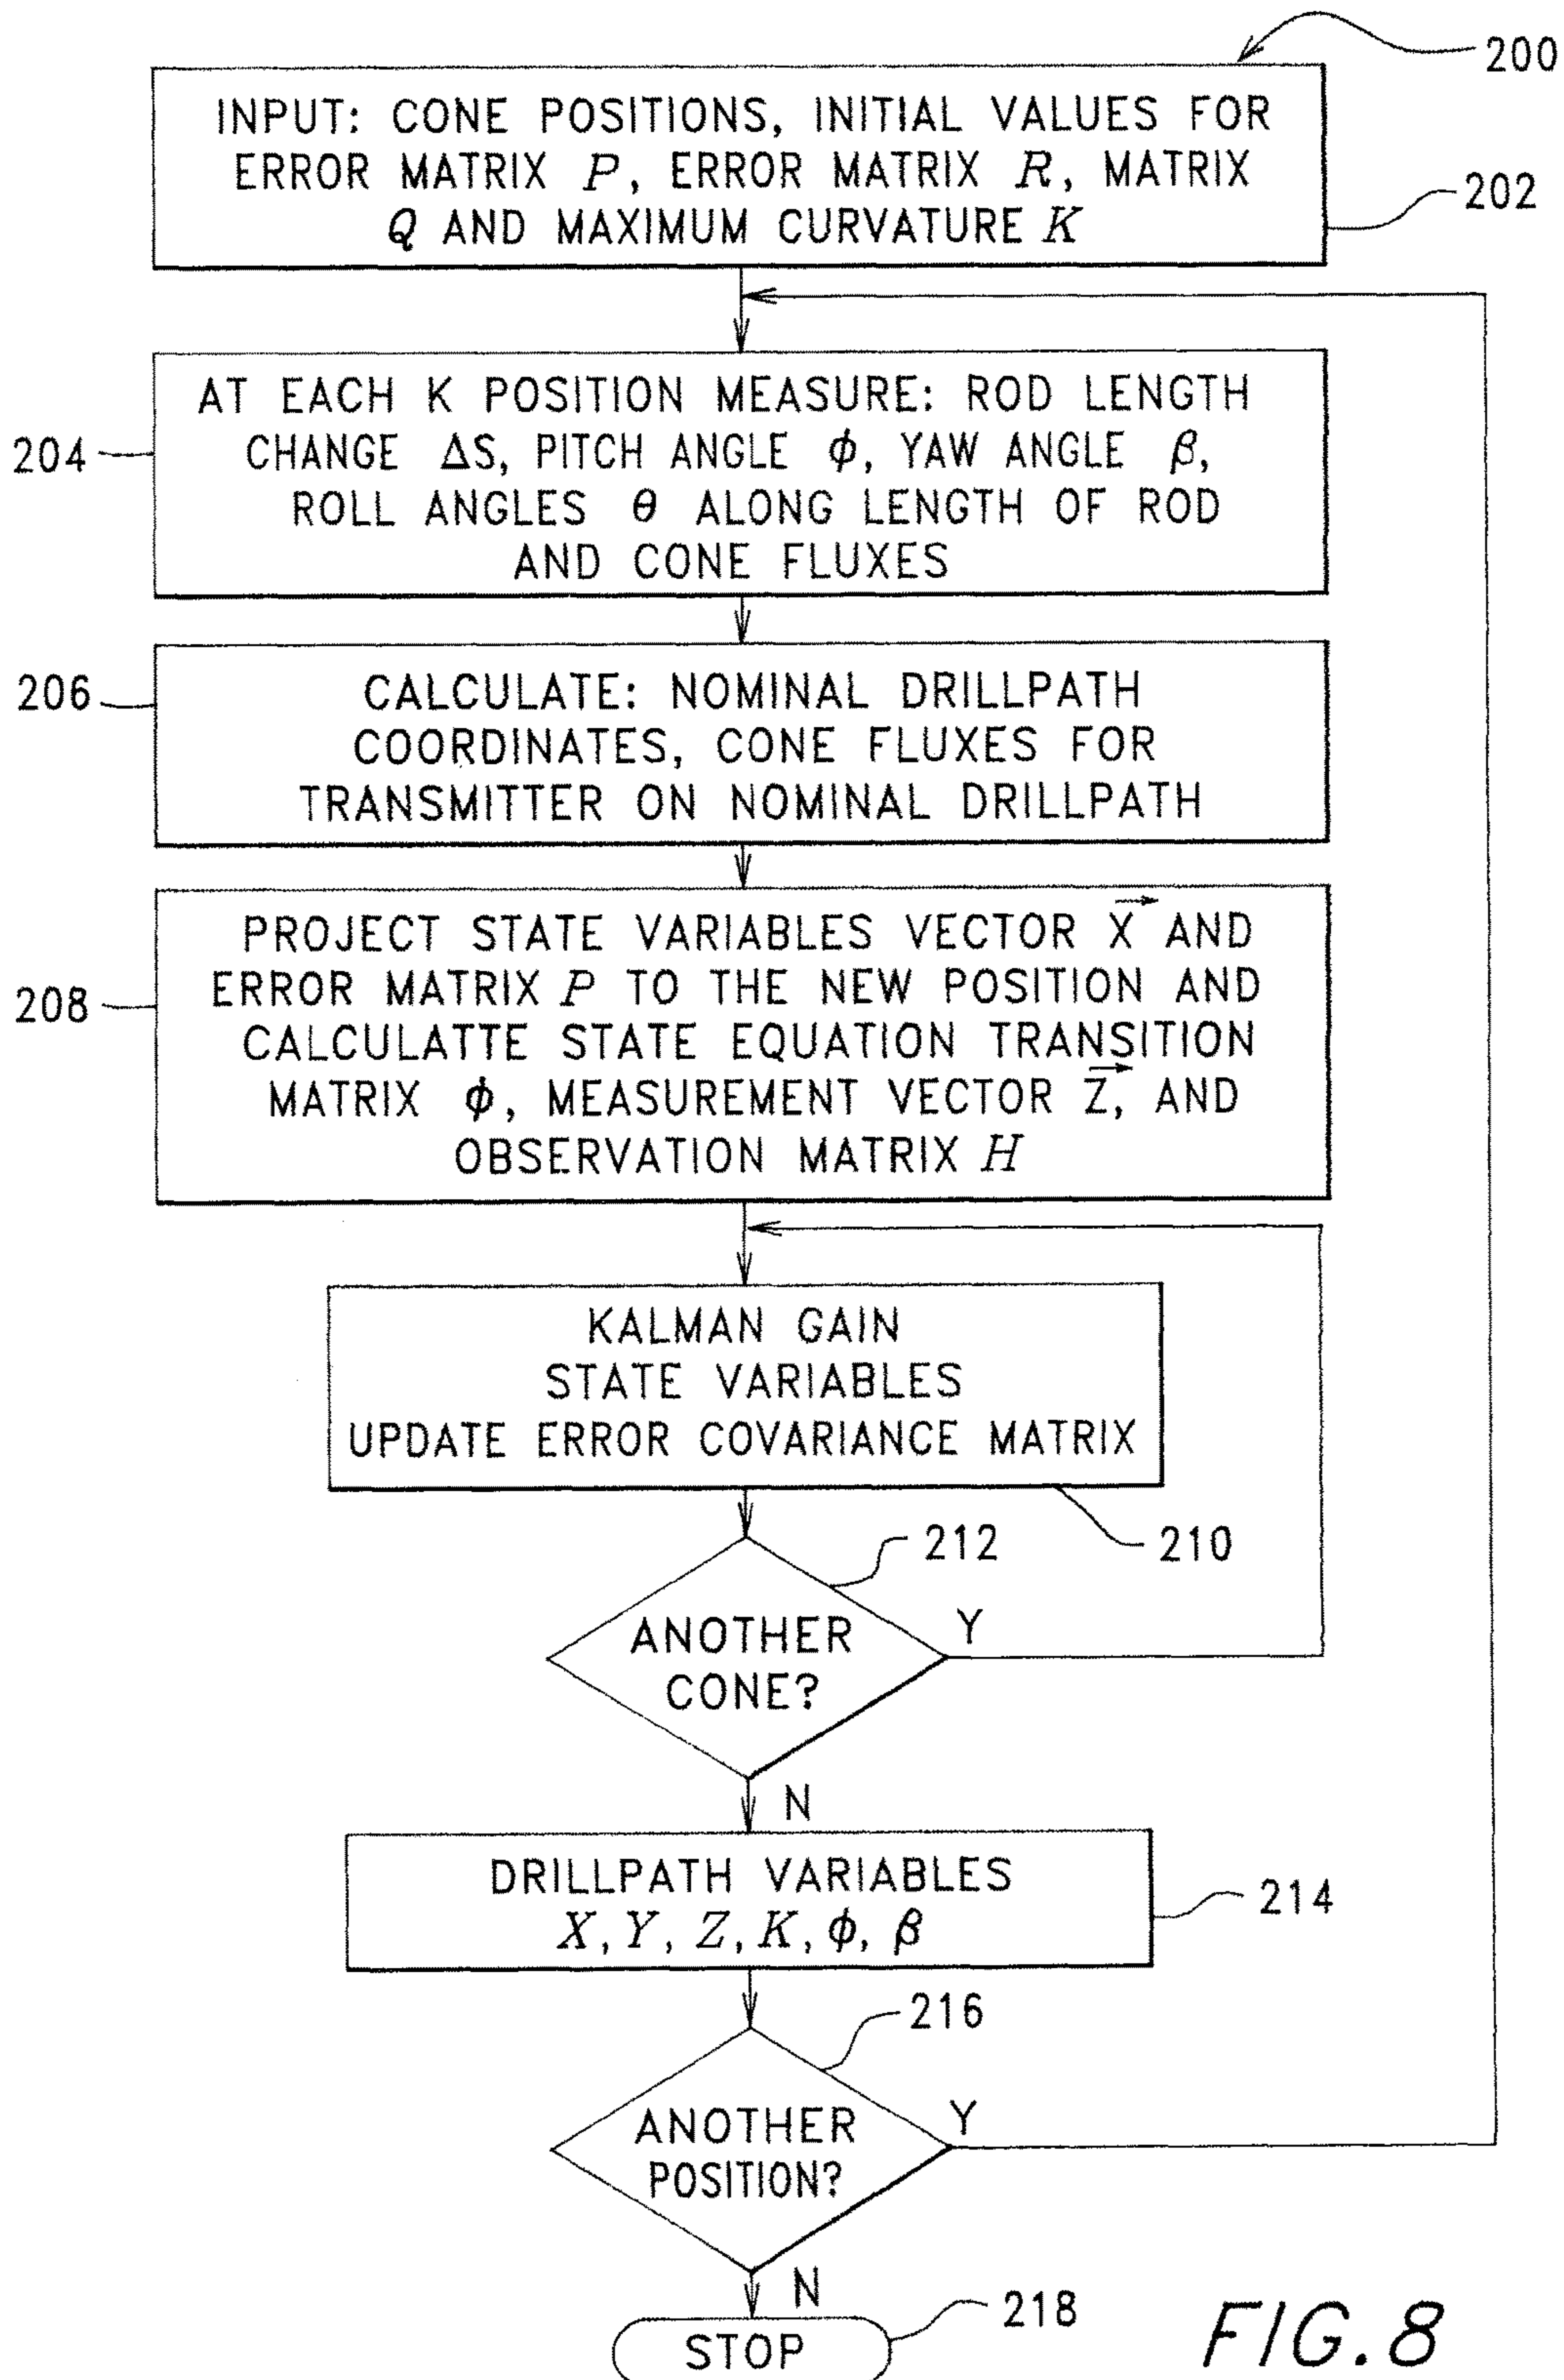 200
INPUT: CONE POSITIONS, INITIAL VALUES FOR
ERROR MATRIX P, ERROR MATRIX R, MATRIX
Q AND MAXIMUM CURVATURE K
202
AT EACH K POSITION MEASURE: ROD LENGTH
CHANGE ΔS, PITCH ANGLE ϕ, YAW ANGLE β,
ROLL ANGLES θ ALONG LENGTH OF ROD
AND CONE FLUXES
204
CALCULATE: NOMINAL DRILLPATH
COORDINATES, CONE FLUXES FOR
TRANSMITTER ON NOMINAL DRILLPATH
206
PROJECT STATE VARIABLES VECTOR X⃗ AND
ERROR MATRIX P TO THE NEW POSITION AND
CALCULATTE STATE EQUATION TRANSITION
MATRIX ϕ, MEASUREMENT VECTOR Z⃗, AND
OBSERVATION MATRIX H
208
KALMAN GAIN
STATE VARIABLES
UPDATE ERROR COVARIANCE MATRIX
210
212
ANOTHER
CONE?
Y
N
DRILLPATH VARIABLES
X, Y, Z, K, ϕ, β
214
216
ANOTHER
POSITION?
Y
N
STOP
218
FIG. 8